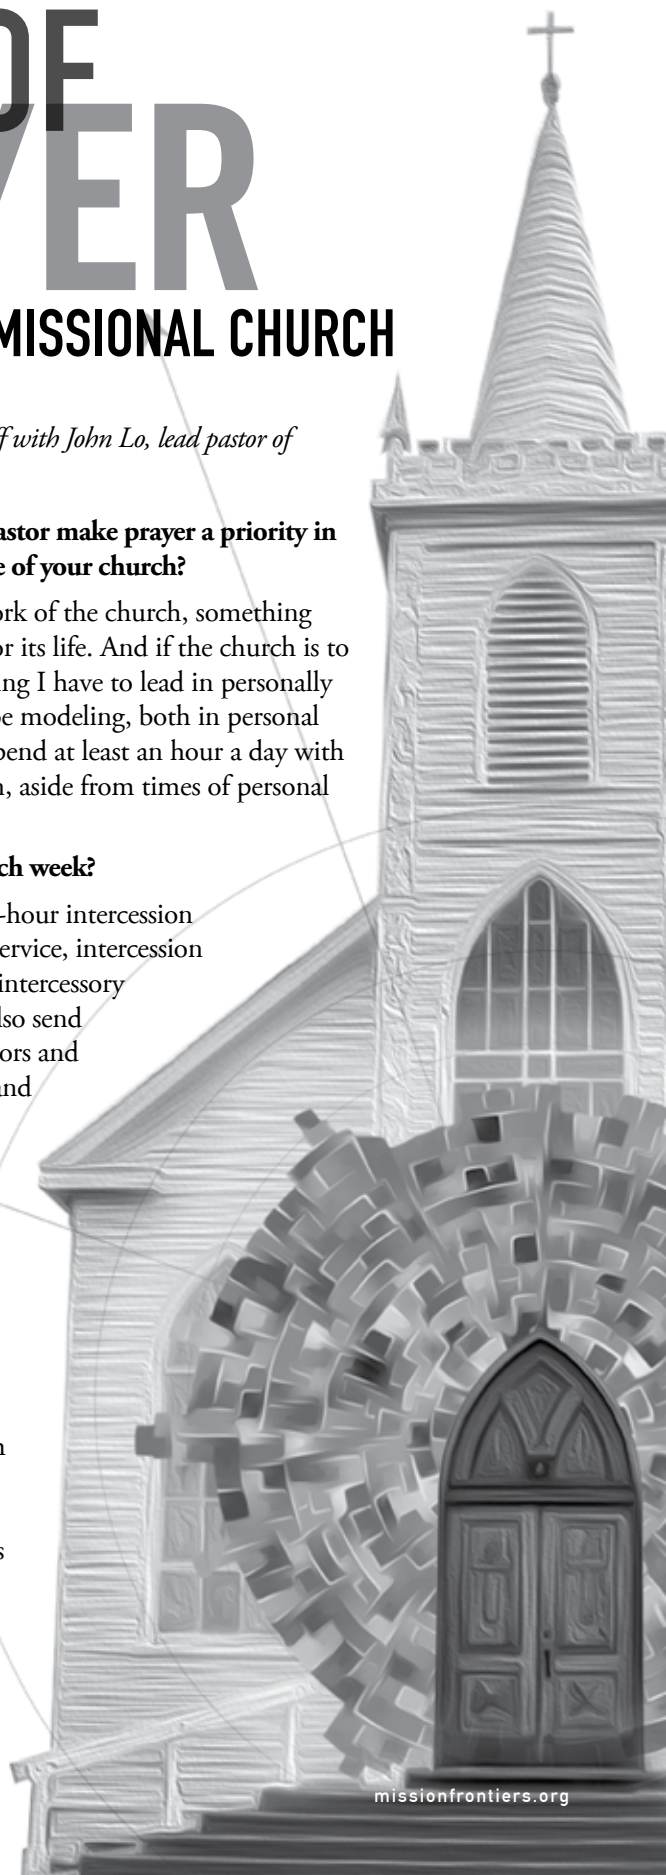 OF
YER
MISSIONAL CHURCH
ff with John Lo, lead pastor of
astor make prayer a priority in
e of your church?
ork of the church, something
or its life. And if the church is to
ing I have to lead in personally
be modeling, both in personal
pend at least an hour a day with
n, aside from times of personal
ch week?
-hour intercession
ervice, intercession
intercessory
lso send
ors and
and
n
s
missionfrontiers.org